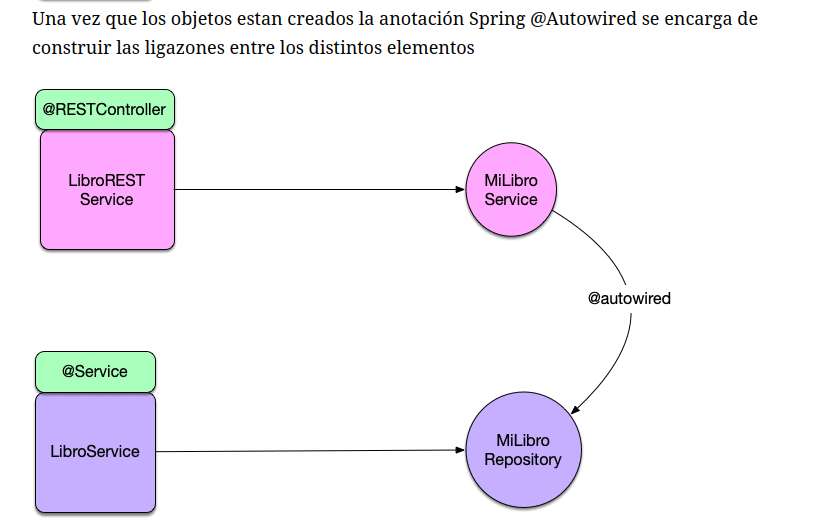 Una vez que los objetos estan creados la anotación Spring @Autowired se encarga de
construir las ligazones entre los distintos elementos
@RESTController
LibroREST
Service
MiLibro
Service
@autowired
@Service
LibroService
MiLibro
Repository